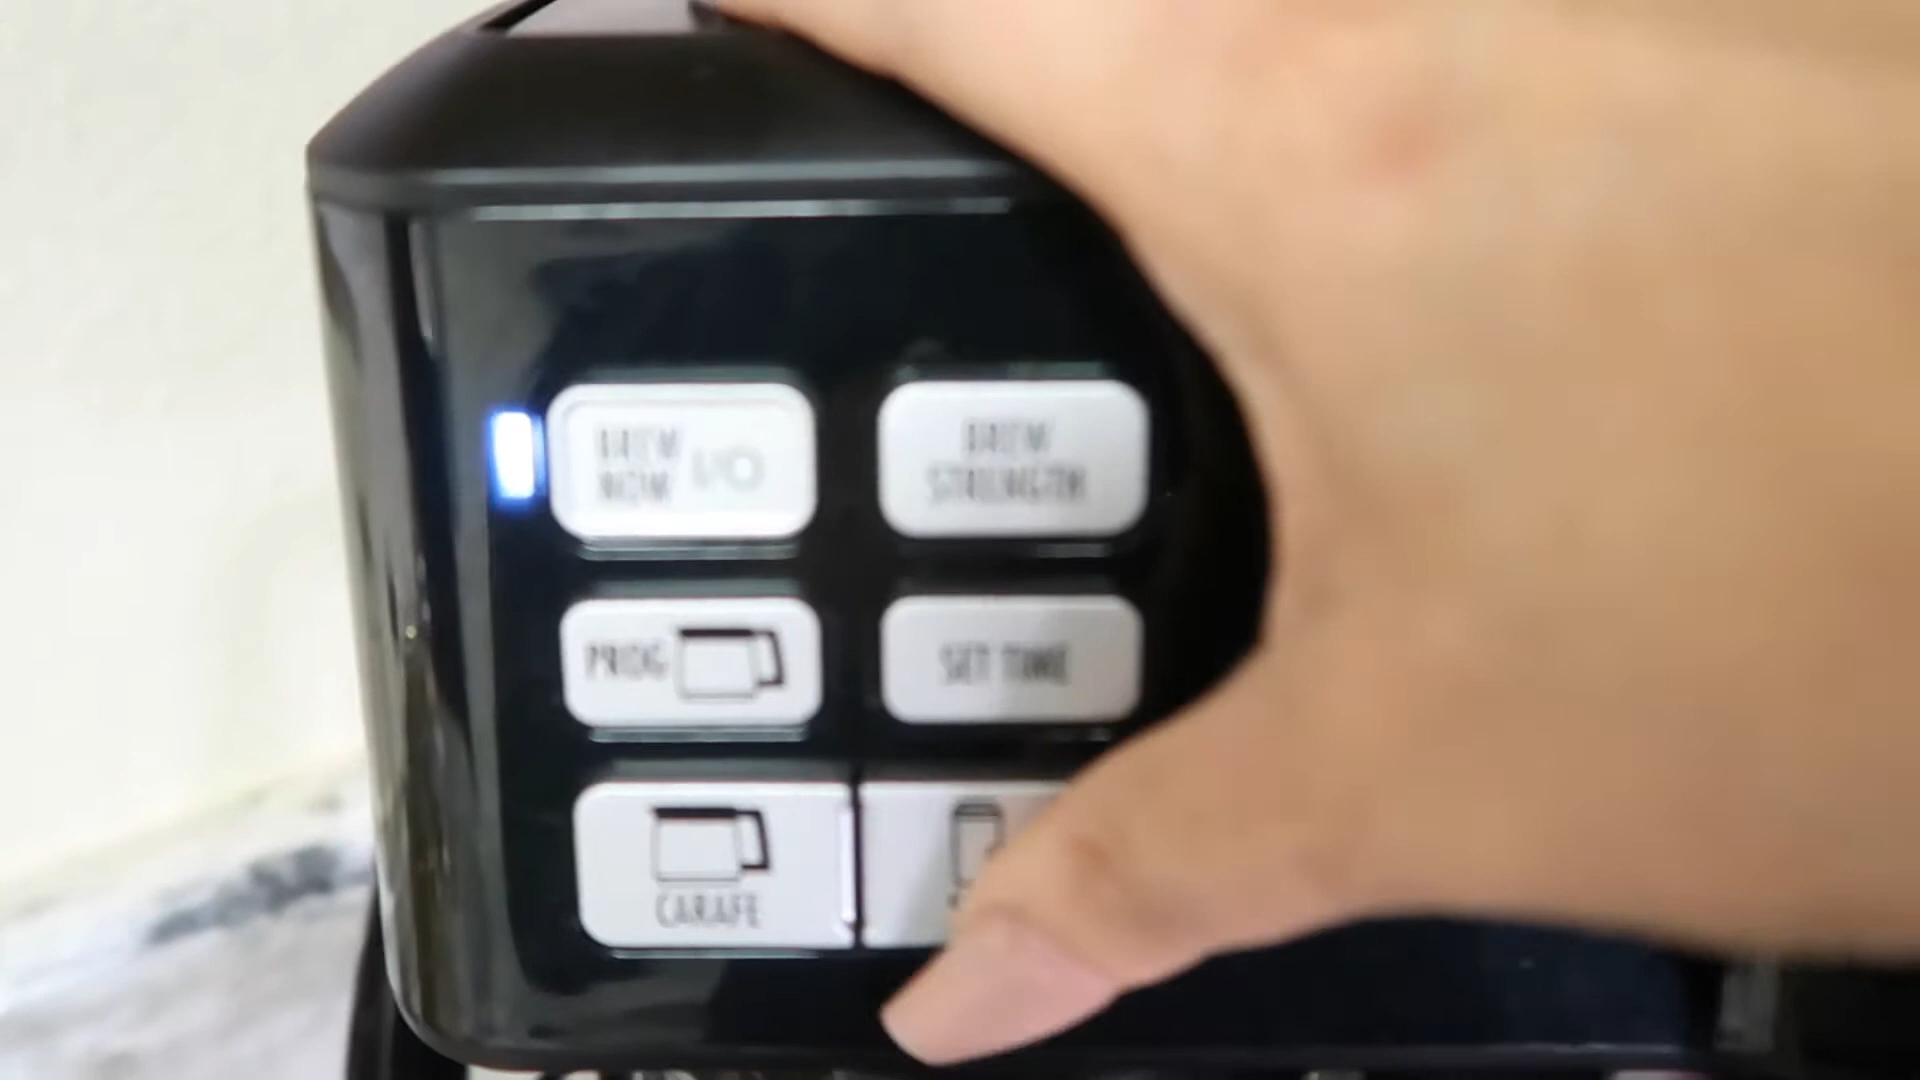 BREW
NOW I/O
BREW
STRENGTH
PROG
SET TIME
CARAFE